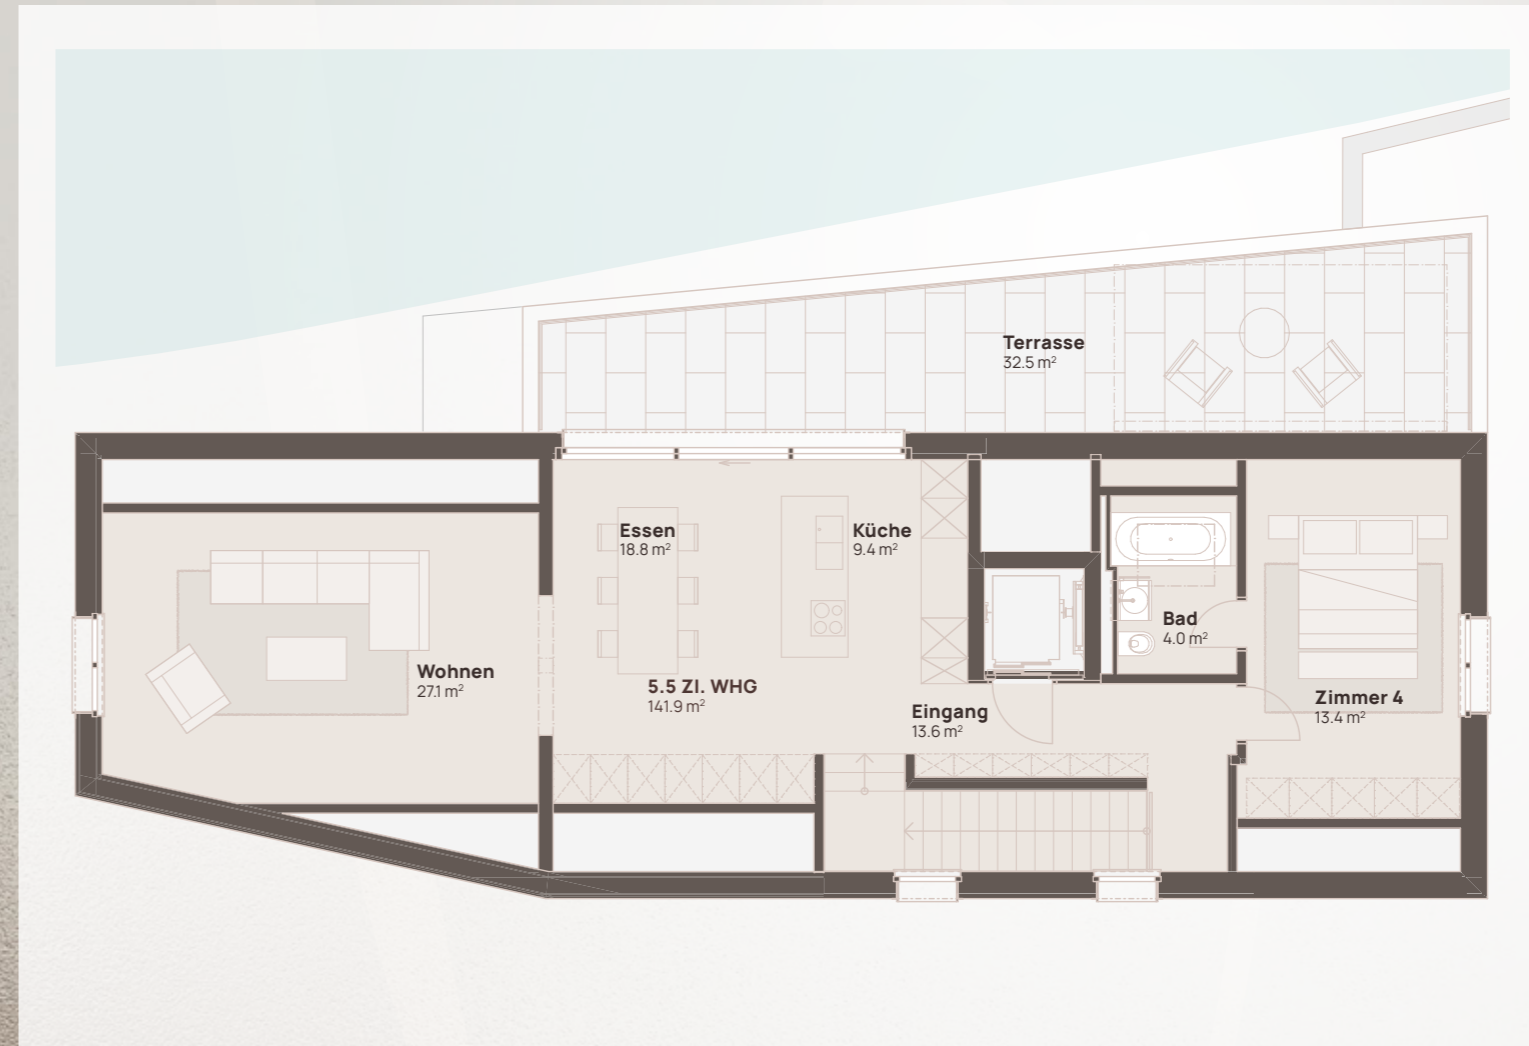 Terrasse
32.5 m²
Essen
18.8 m²
Küche
9.4 m²
Bad
4.0 m²
Wohnen
27.1 m²
5.5 ZI. WHG
141.9 m²
Eingang
13.6 m²
Zimmer 4
13.4 m²